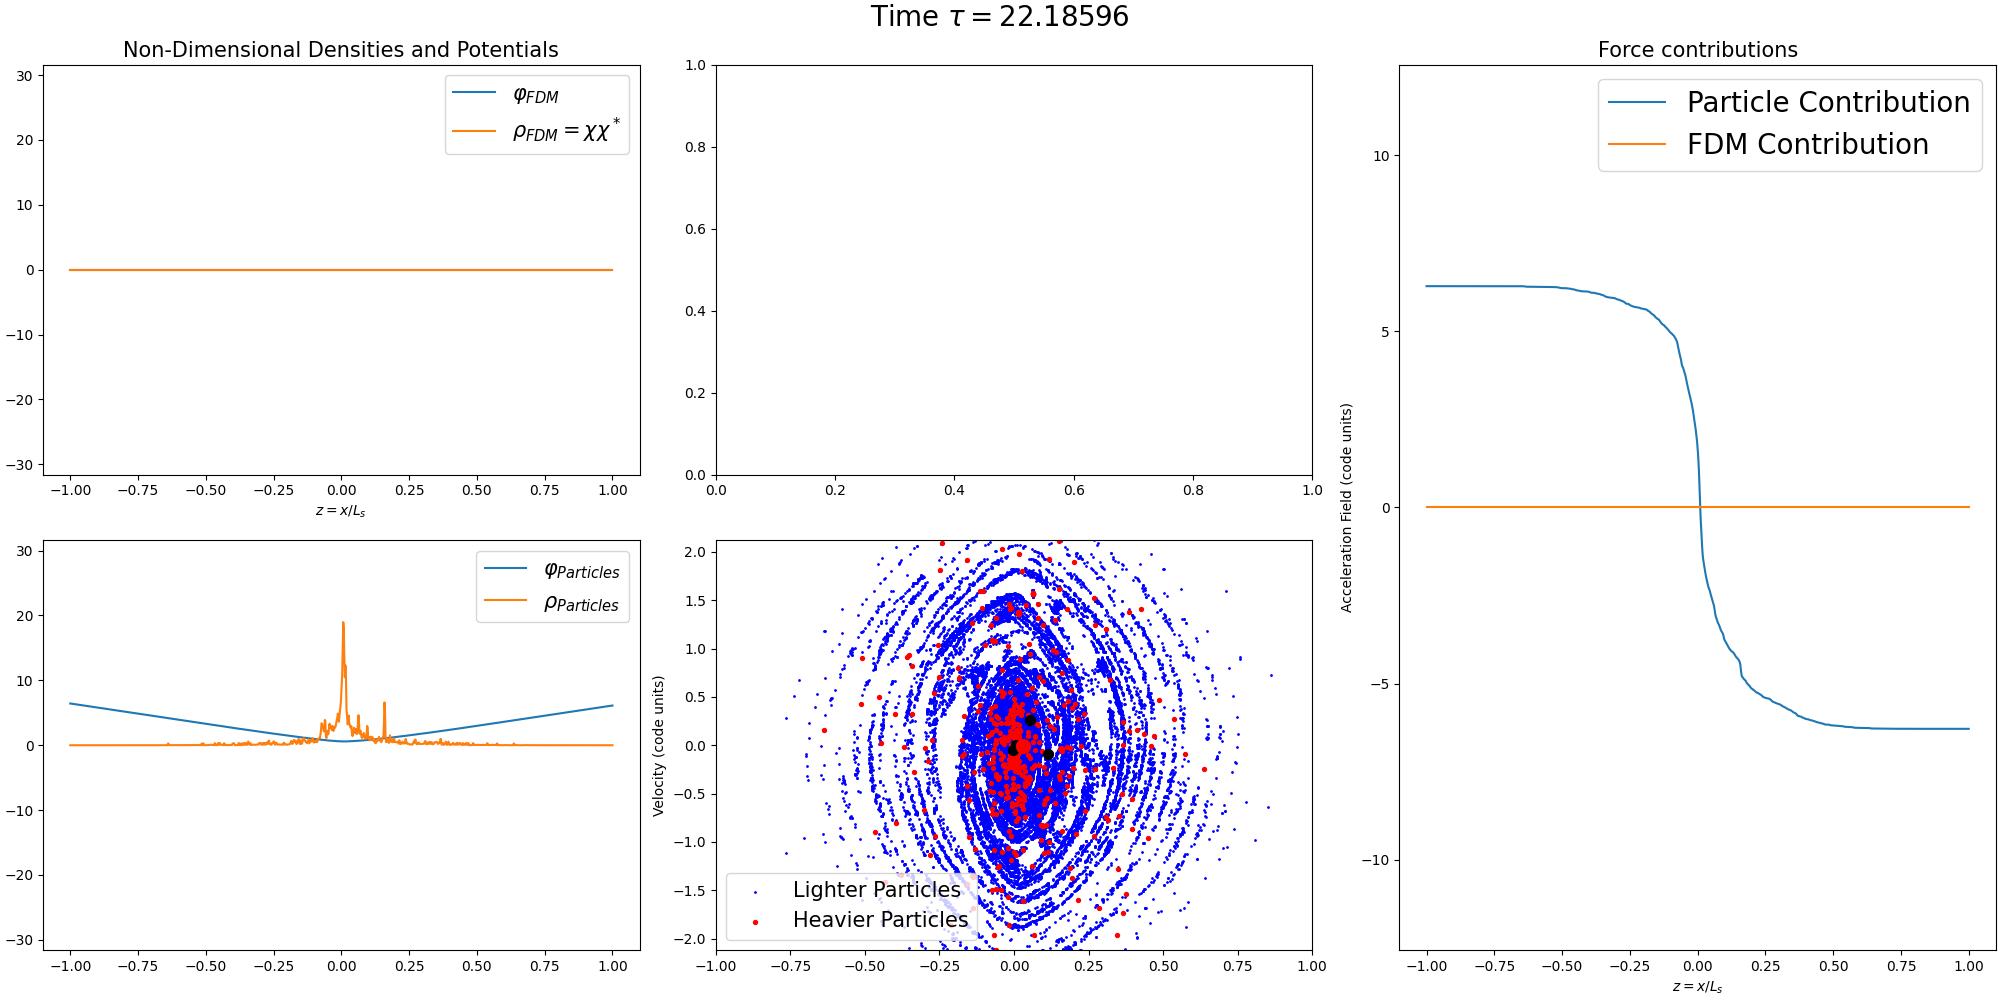 Time τ = 22.18596
Non-Dimensional Densities and Potentials
30
20
10
0
−10
−20
−30
φFDM
ρFDM = χχ*
−1.00 −0.75 −0.50 −0.25 0.00 0.25 0.50 0.75 1.00
z = x/Ls
1.0
0.8
0.6
0.4
0.2
0.0
0.0 0.2 0.4 0.6 0.8 1.0
Force contributions
Particle Contribution
FDM Contribution
Acceleration Field (code units)
10
5
0
−5
−10
−1.00 −0.75 −0.50 −0.25 0.00 0.25 0.50 0.75 1.00
z = x/Ls
30
20
10
0
−10
−20
−30
φParticles
ρParticles
−1.00 −0.75 −0.50 −0.25 0.00 0.25 0.50 0.75 1.00
Velocity (code units)
2.0
1.5
1.0
0.5
0.0
−0.5
−1.0
−1.5
−2.0
Lighter Particles
Heavier Particles
−1.00 −0.75 −0.50 −0.25 0.00 0.25 0.50 0.75 1.00